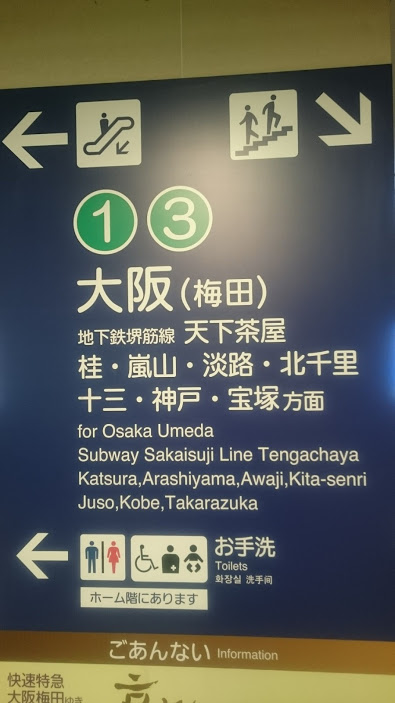 1 3
大阪(梅田)
地下鉄堺筋線 天下茶屋
桂・嵐山・淡路・北千里
十三・神戸・宝塚方面
for Osaka Umeda
Subway Sakaisuji Line Tengachaya
Katsura,Arashiyama,Awaji,Kita-senri
Juso,Kobe,Takarazuka
お手洗
Toilets
화장실 洗手间
ホーム階にあります
ごあんない Information
快速特急
大阪梅田ゆき